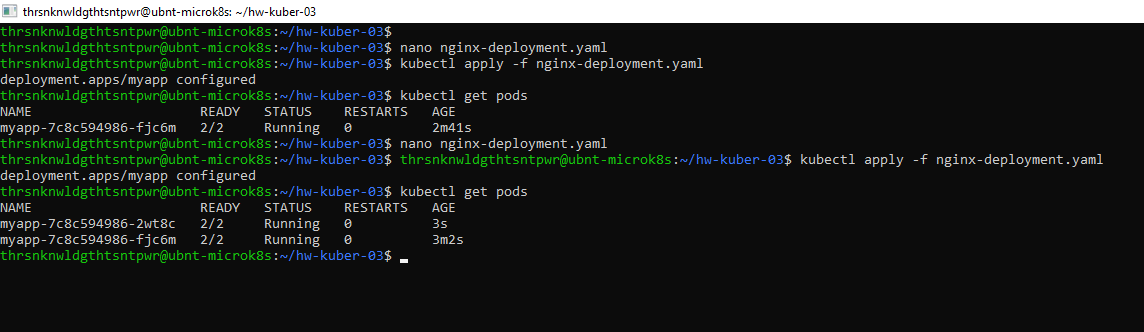 thrsnknwldgthtsntpwr@ubnt-microk8s: ~/hw-kuber-03
thrsnknwldgthtsntpwr@ubnt-microk8s:~/hw-kuber-03$
thrsnknwldgthtsntpwr@ubnt-microk8s:~/hw-kuber-03$ nano nginx-deployment.yaml
thrsnknwldgthtsntpwr@ubnt-microk8s:~/hw-kuber-03$ kubectl apply -f nginx-deployment.yaml
deployment.apps/myapp configured
thrsnknwldgthtsntpwr@ubnt-microk8s:~/hw-kuber-03$ kubectl get pods
NAME                     READY   STATUS    RESTARTS   AGE
myapp-7c8c594986-fjc6m   2/2     Running   0          2m41s
thrsnknwldgthtsntpwr@ubnt-microk8s:~/hw-kuber-03$ nano nginx-deployment.yaml
thrsnknwldgthtsntpwr@ubnt-microk8s:~/hw-kuber-03$ thrsnknwldgthtsntpwr@ubnt-microk8s:~/hw-kuber-03$ kubectl apply -f nginx-deployment.yaml
deployment.apps/myapp configured
thrsnknwldgthtsntpwr@ubnt-microk8s:~/hw-kuber-03$ kubectl get pods
NAME                     READY   STATUS    RESTARTS   AGE
myapp-7c8c594986-2wt8c   2/2     Running   0          3s
myapp-7c8c594986-fjc6m   2/2     Running   0          3m2s
thrsnknwldgthtsntpwr@ubnt-microk8s:~/hw-kuber-03$